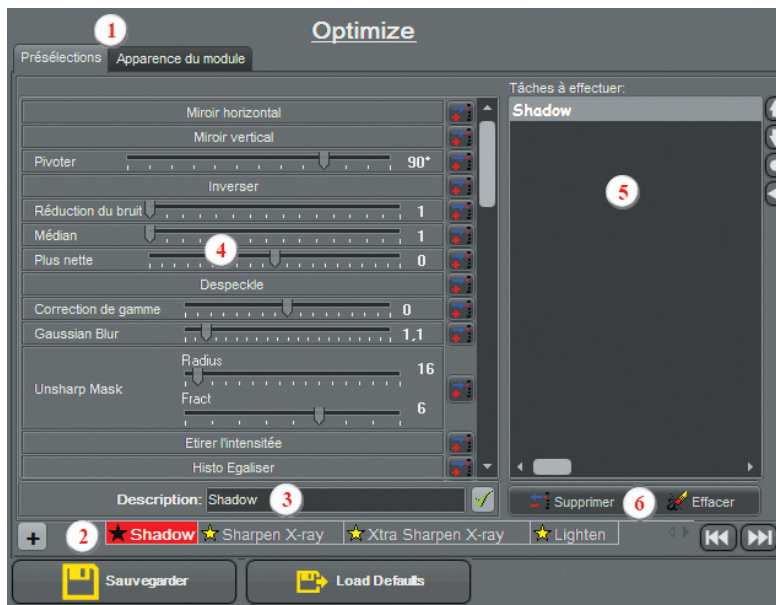 Optimize
1
Présélections Apparence du module
Tâches à effectuer:
Shadow
Miroir horizontal
Miroir vertical
Pivoter 90°
Inverser
5
Réduction du bruit 1
Médian 1
4
Plus nette 0
Despeckle
Correction de gamme 0
Gaussian Blur 1,1
Radius
16
Unsharp Mask
Fract
6
Etirer l'intensitée
Histo Egaliser
Description: Shadow 3
Supprimer 6 Effacer
+ 2 Shadow Sharpen X-ray Xtra Sharpen X-ray Lighten
Sauvegarder Load Defaults